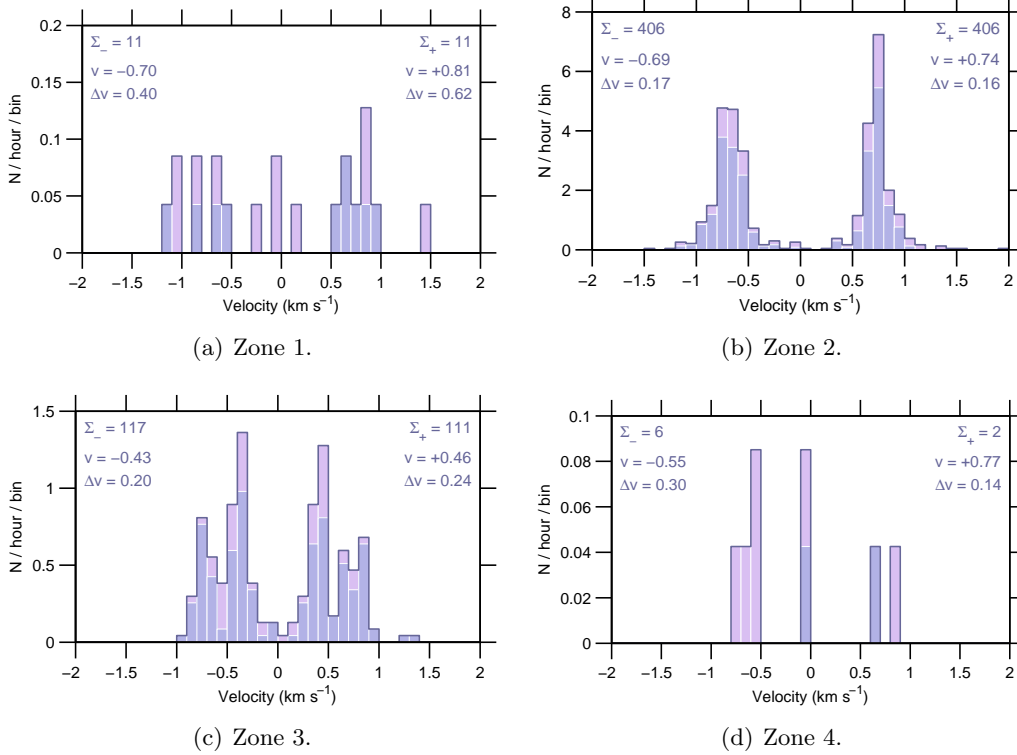 0.2
0.15
0.1
0.05
0
N / hour / bin
Σ_ = 11
v = −0.70
Δv = 0.40
Σ+ = 11
v = +0.81
Δv = 0.62
−2 −1.5 −1 −0.5 0 0.5 1 1.5 2
Velocity (km s⁻¹)
(a) Zone 1.
8
6
4
2
0
N / hour / bin
Σ_ = 406
v = −0.69
Δv = 0.17
Σ+ = 406
v = +0.74
Δv = 0.16
−2 −1.5 −1 −0.5 0 0.5 1 1.5 2
Velocity (km s⁻¹)
(b) Zone 2.
1.5
1
0.5
0
N / hour / bin
Σ_ = 117
v = −0.43
Δv = 0.20
Σ+ = 111
v = +0.46
Δv = 0.24
−2 −1.5 −1 −0.5 0 0.5 1 1.5 2
Velocity (km s⁻¹)
(c) Zone 3.
0.1
0.08
0.06
0.04
0.02
0
N / hour / bin
Σ_ = 6
v = −0.55
Δv = 0.30
Σ+ = 2
v = +0.77
Δv = 0.14
−2 −1.5 −1 −0.5 0 0.5 1 1.5 2
Velocity (km s⁻¹)
(d) Zone 4.